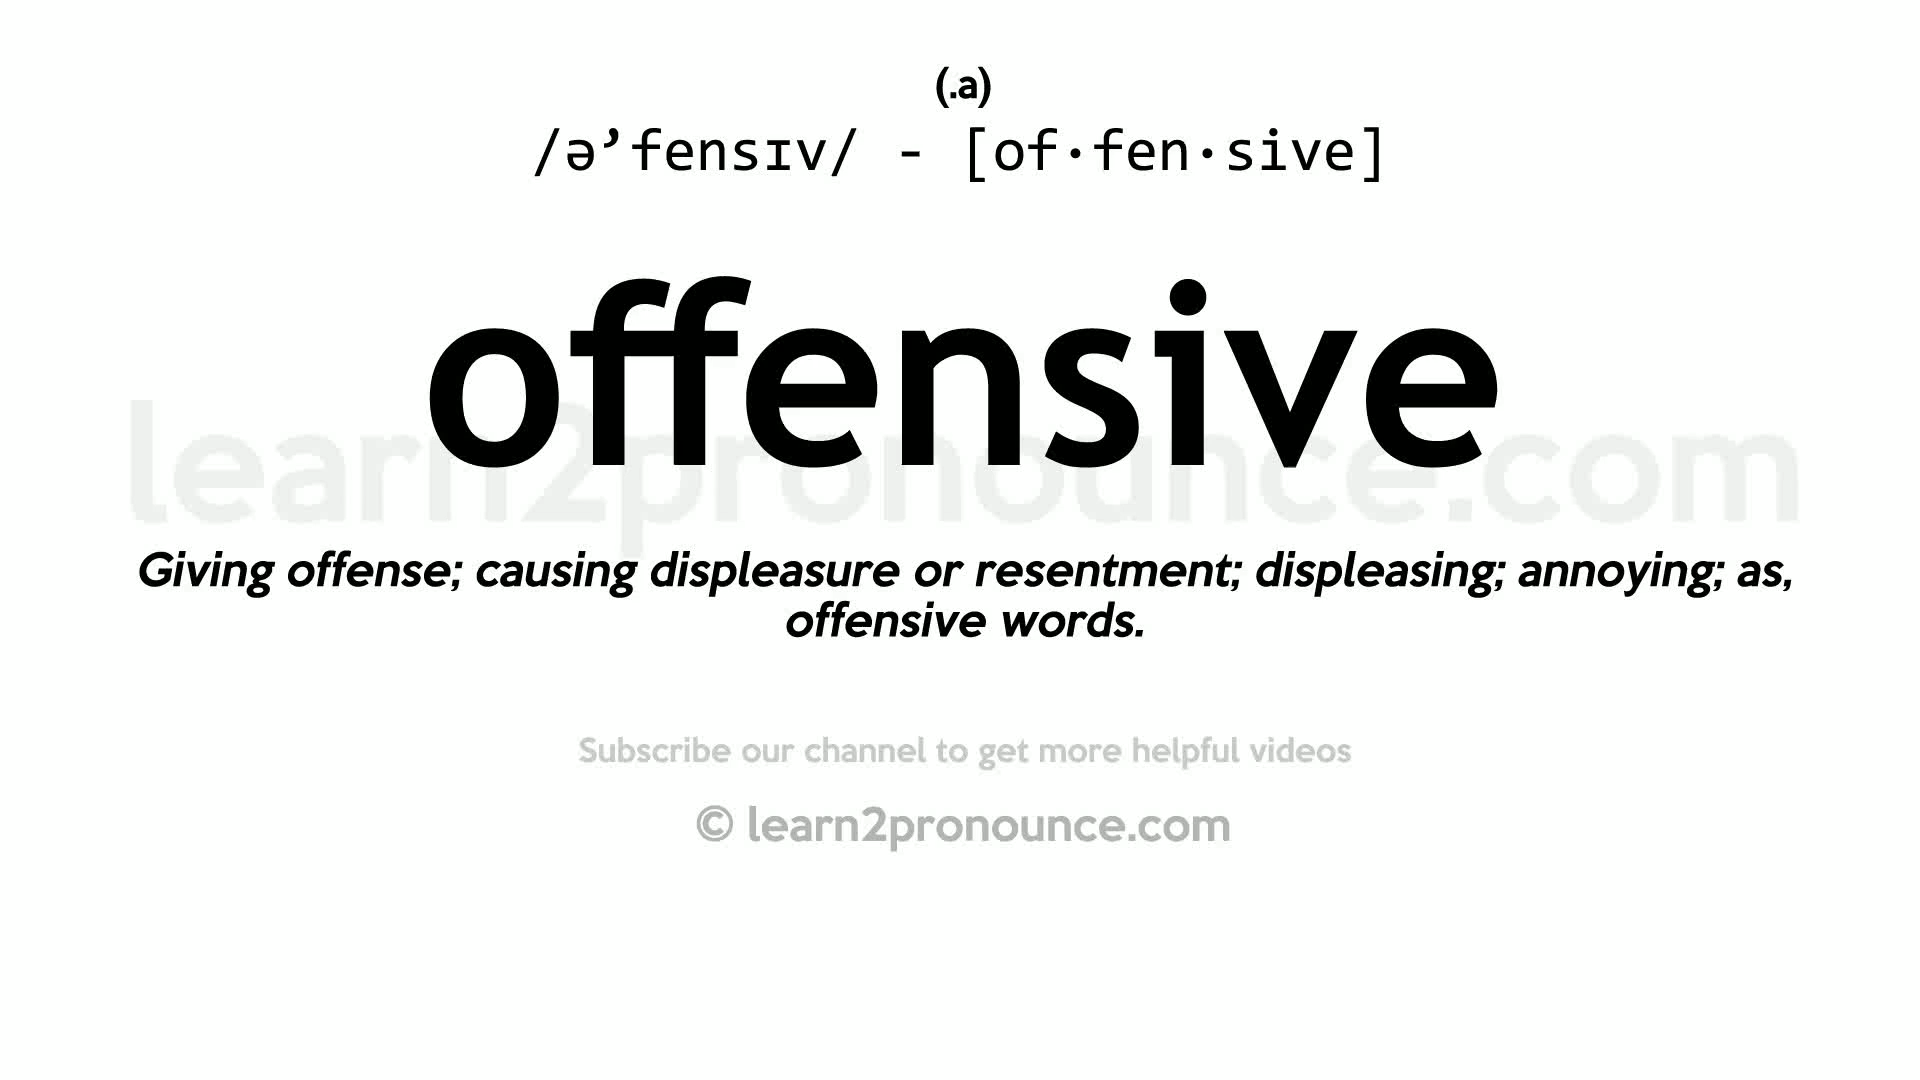 (.a)
/ə’fensɪv/ - [of·fen·sive]
offensive
learn2pronounce.com
Giving offense; causing displeasure or resentment; displeasing; annoying; as,
offensive words.
Subscribe our channel to get more helpful videos
© learn2pronounce.com